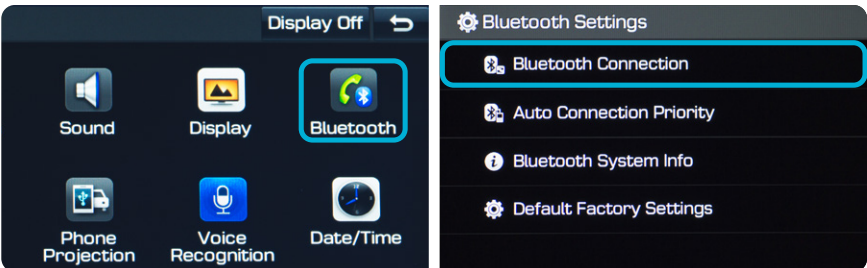 Display Off
Sound
Display
Bluetooth
Phone
Projection
Voice
Recognition
Date/Time
Bluetooth Settings
Bluetooth Connection
Auto Connection Priority
Bluetooth System Info
Default Factory Settings